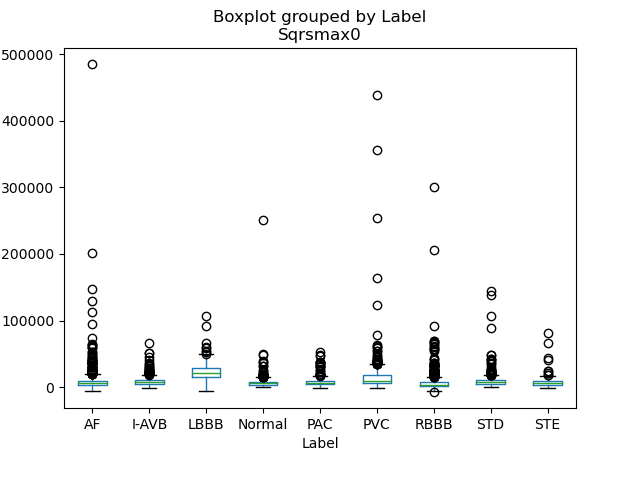 Boxplot grouped by Label
Sqrsmax0
500000
400000
300000
200000
100000
0
AF I-AVB LBBB Normal PAC PVC RBBB STD STE
Label